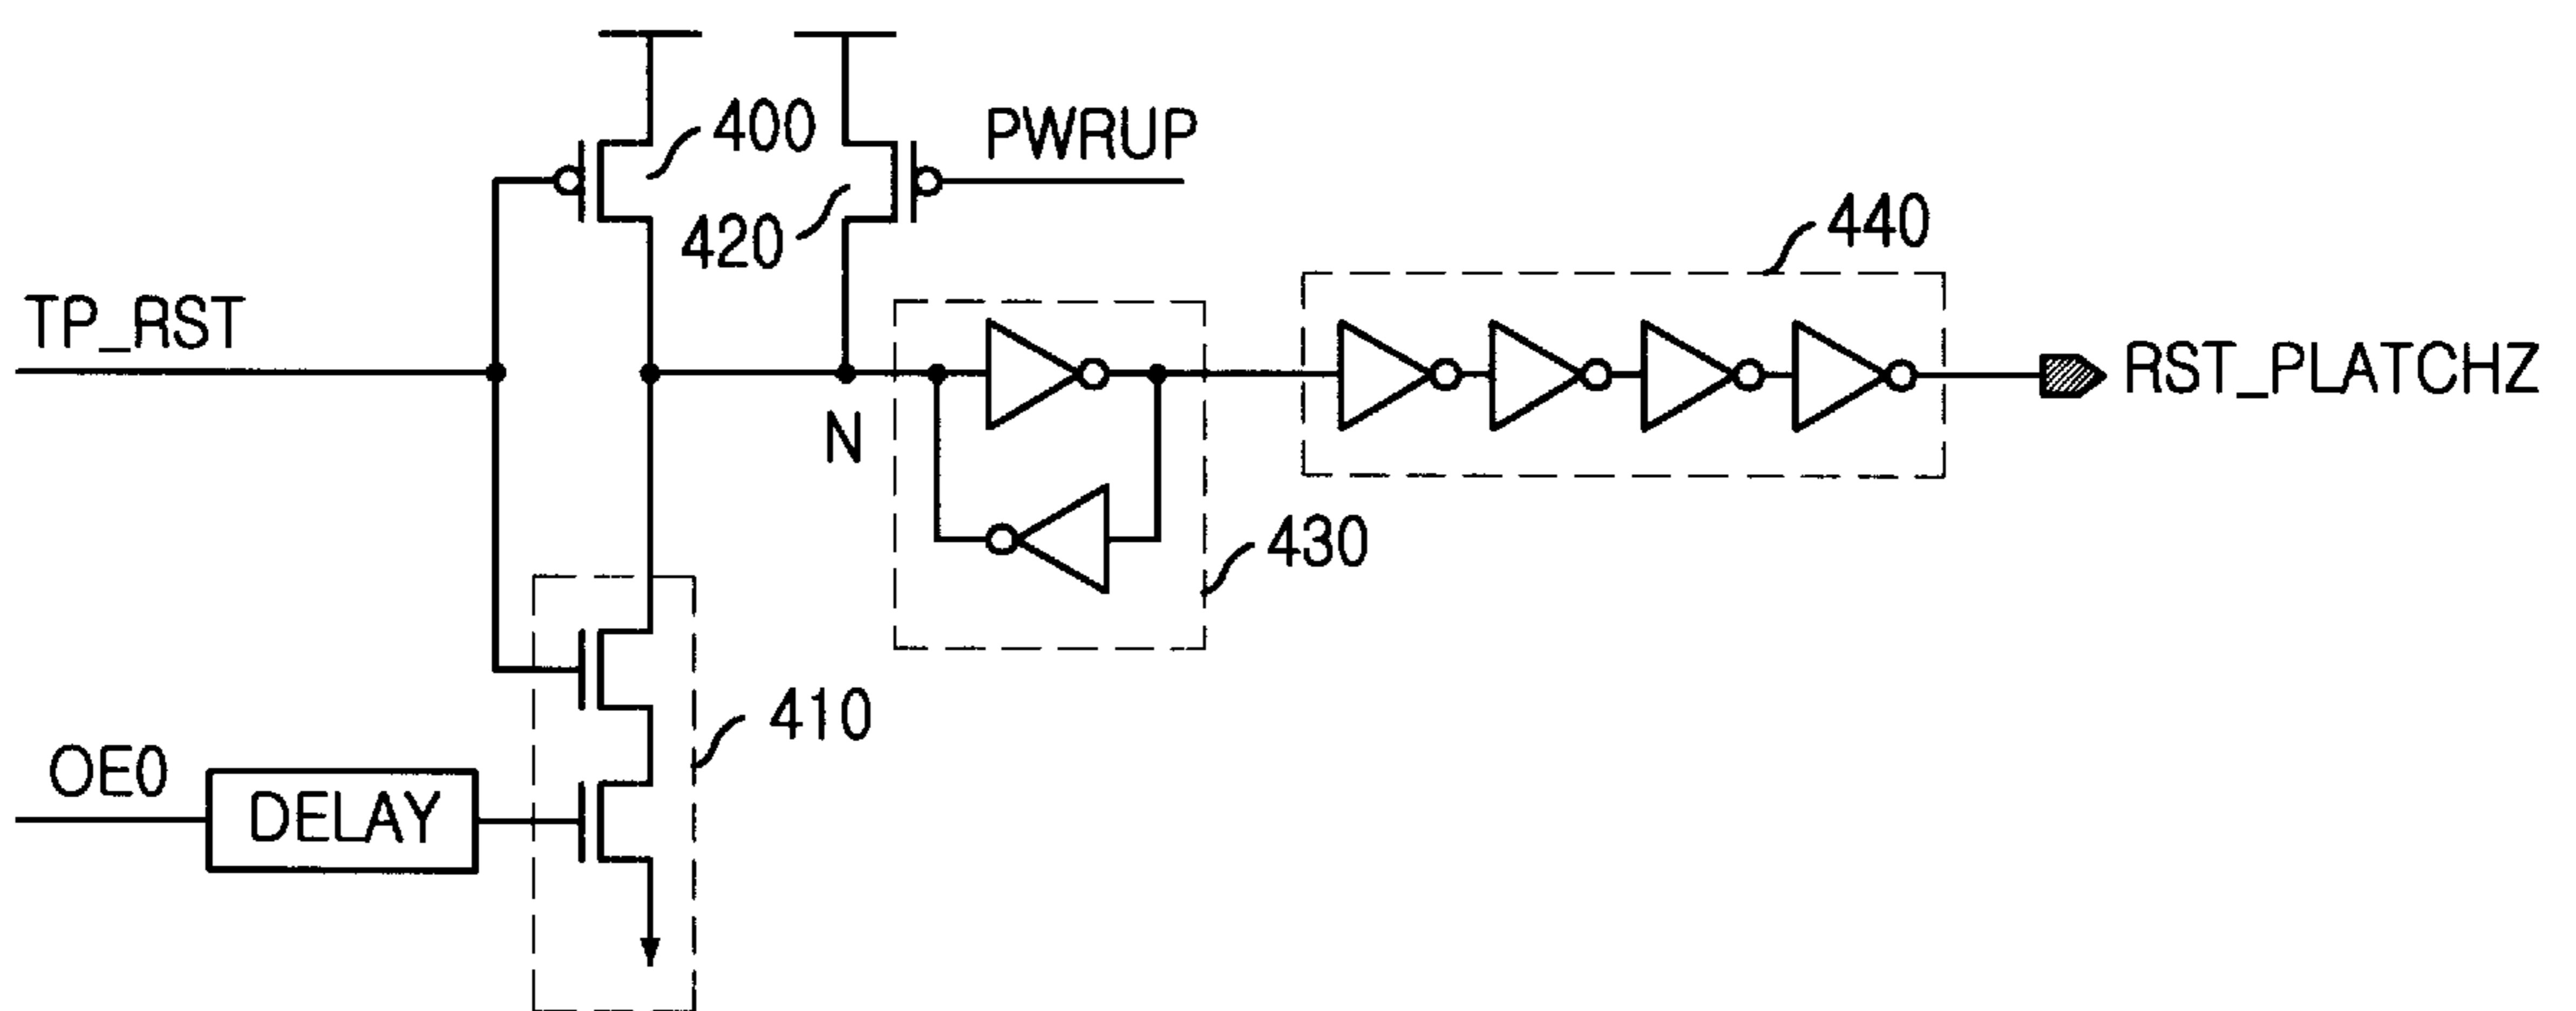 400
PWRUP
420
440
TP_RST
RST_PLATCHZ
N
430
410
OE0
DELAY